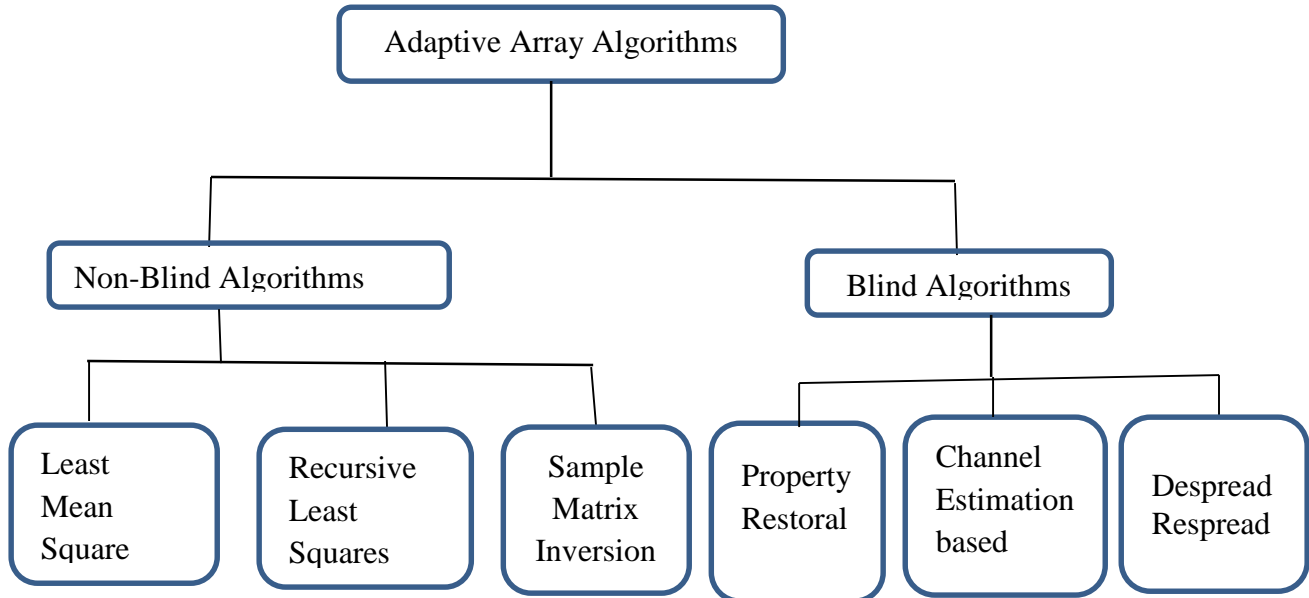 Adaptive Array Algorithms
Non-Blind Algorithms
Blind Algorithms
Least
Mean
Square
Recursive
Least
Squares
Sample
Matrix
Inversion
Property
Restoral
Channel
Estimation
based
Despread
Respread